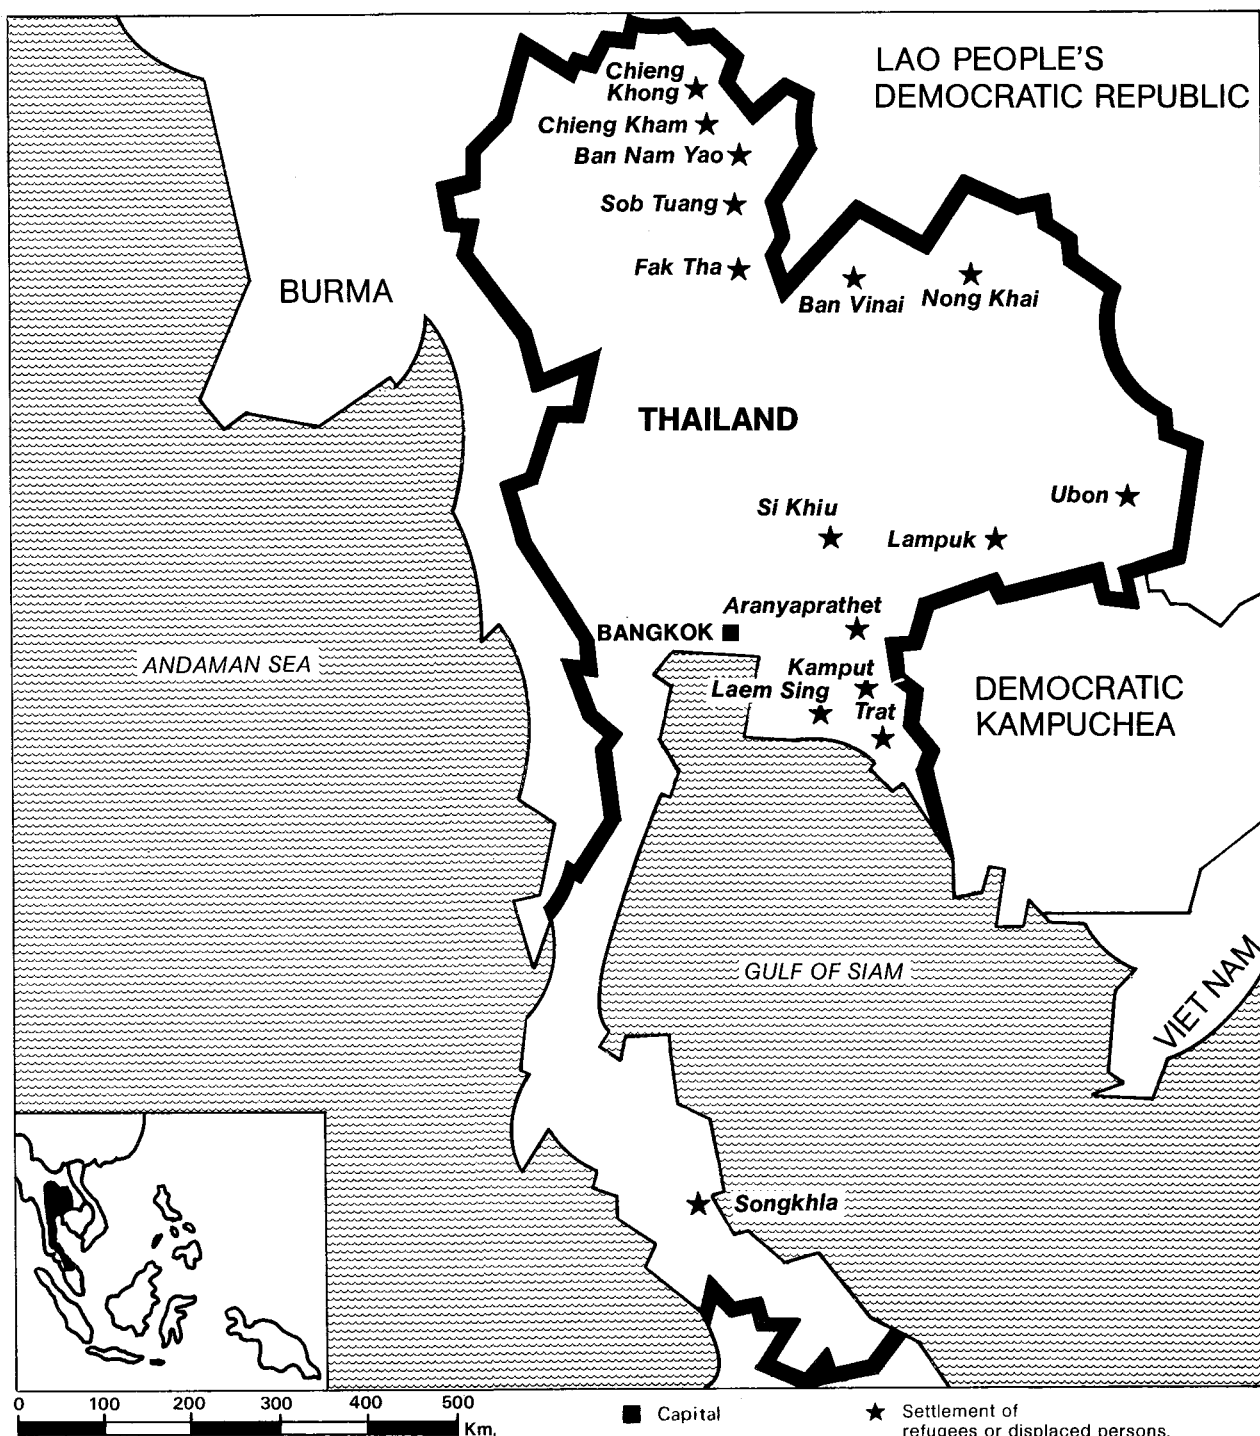 LAO PEOPLE'S
DEMOCRATIC REPUBLIC
Chieng
Khong
Chieng Kham
Ban Nam Yao
Sob Tuang
Fak Tha
BURMA
Ban Vinai
Nong Khai
THAILAND
Ubon
Si Khiu
Lampuk
Aranyaprathet
BANGKOK
ANDAMAN SEA
Kamput
Laem Sing
Trat
DEMOCRATIC
KAMPUCHEA
GULF OF SIAM
VIET NAM
Songkhla
0 100 200 300 400 500
Km.
Capital
Settlement of
refugees or displaced persons.